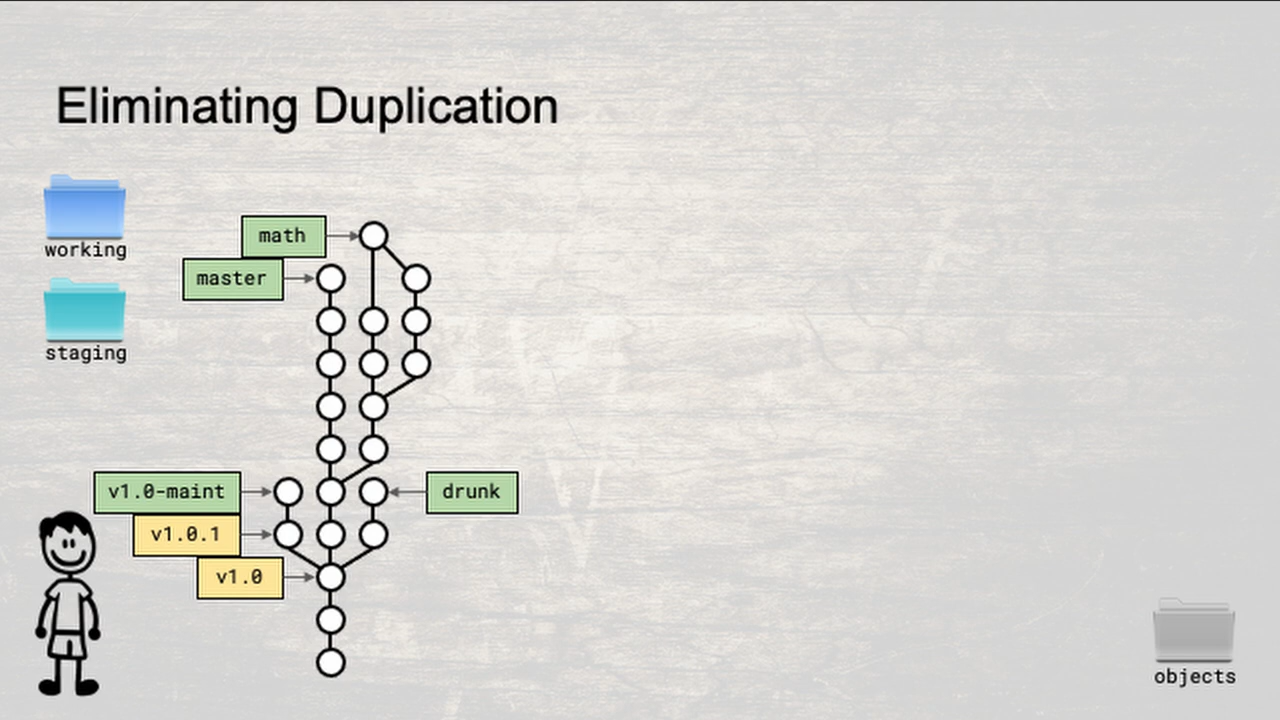 Eliminating Duplication
working
math
master
staging
v1.0-maint
drunk
v1.0.1
v1.0
objects